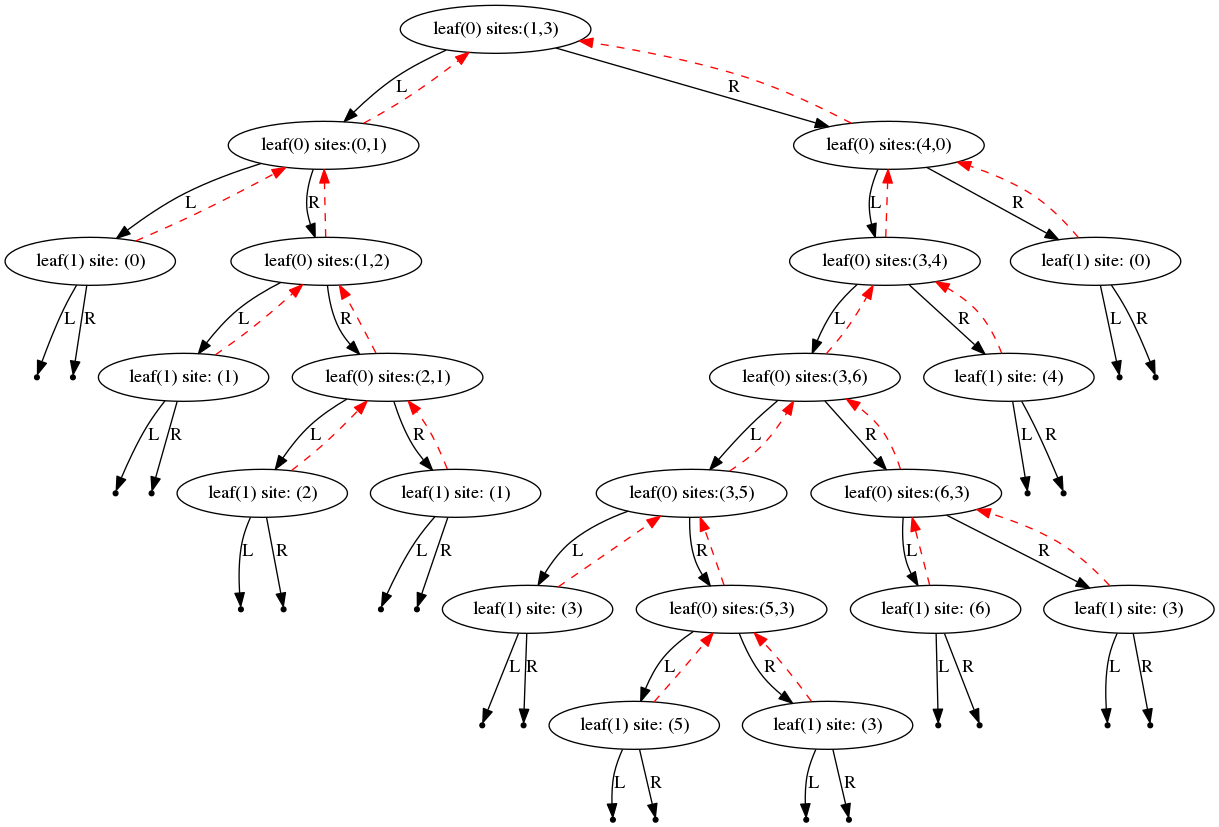 leaf(0) sites:(1,3)
L
R
leaf(0) sites:(0,1)
leaf(0) sites:(4,0)
L
R
L
R
leaf(1) site: (0)
leaf(0) sites:(1,2)
leaf(0) sites:(3,4)
leaf(1) site: (0)
L
R
L
R
L
R
L
R
leaf(1) site: (1)
leaf(0) sites:(2,1)
leaf(0) sites:(3,6)
leaf(1) site: (4)
L
R
L
R
L
R
L
R
leaf(1) site: (2)
leaf(1) site: (1)
leaf(0) sites:(3,5)
leaf(0) sites:(6,3)
L
R
L
R
L
R
L
R
leaf(1) site: (3)
leaf(0) sites:(5,3)
leaf(1) site: (6)
leaf(1) site: (3)
L
R
L
R
L
R
L
R
leaf(1) site: (5)
leaf(1) site: (3)
L
R
L
R